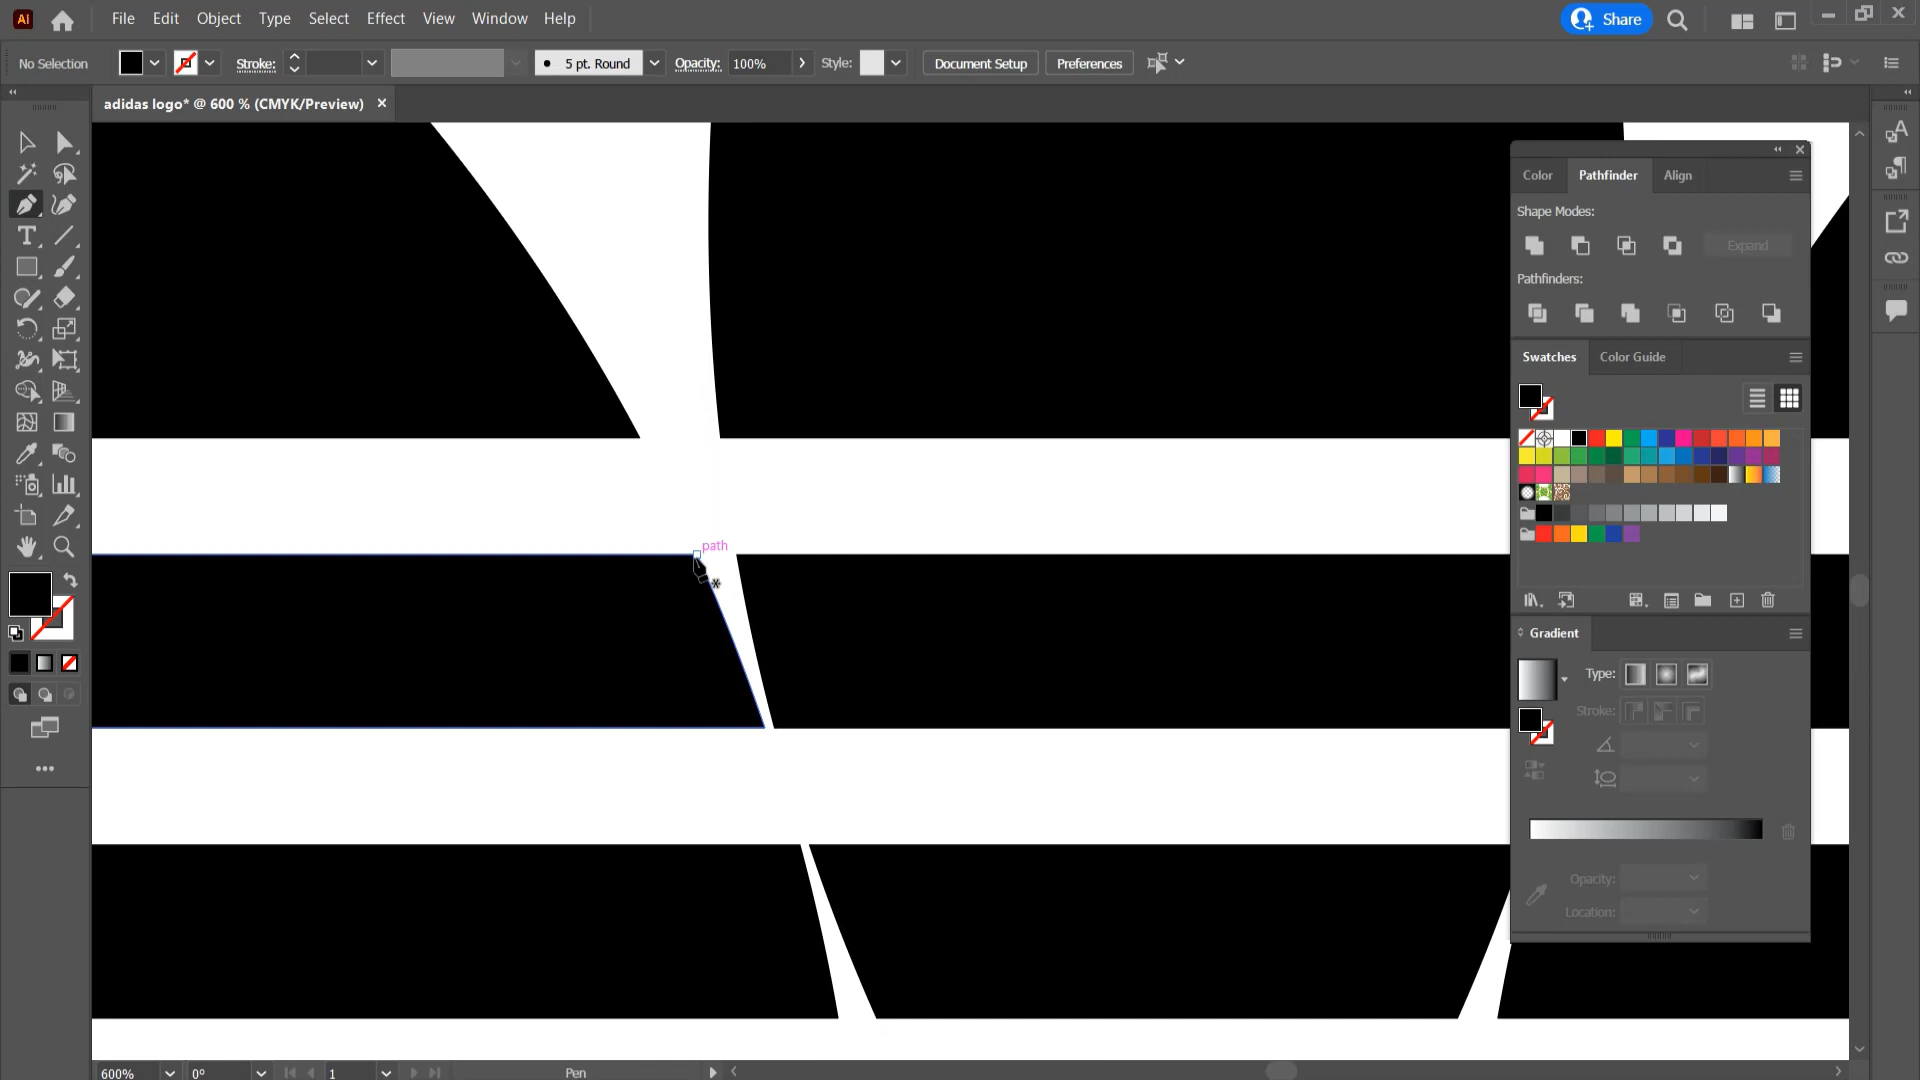 Ai File Edit Object Type Select Effect View Window Help Share
No Selection Stroke: 5 pt. Round Opacity: 100% Style: Document Setup Preferences
adidas logo* @ 600 % (CMYK/Preview)
Color Pathfinder Align
Shape Modes:
Expand
Pathfinders:
Swatches Color Guide
path
Gradient
Type:
Stroke:
Opacity:
Location:
600% 0° 1 Pen